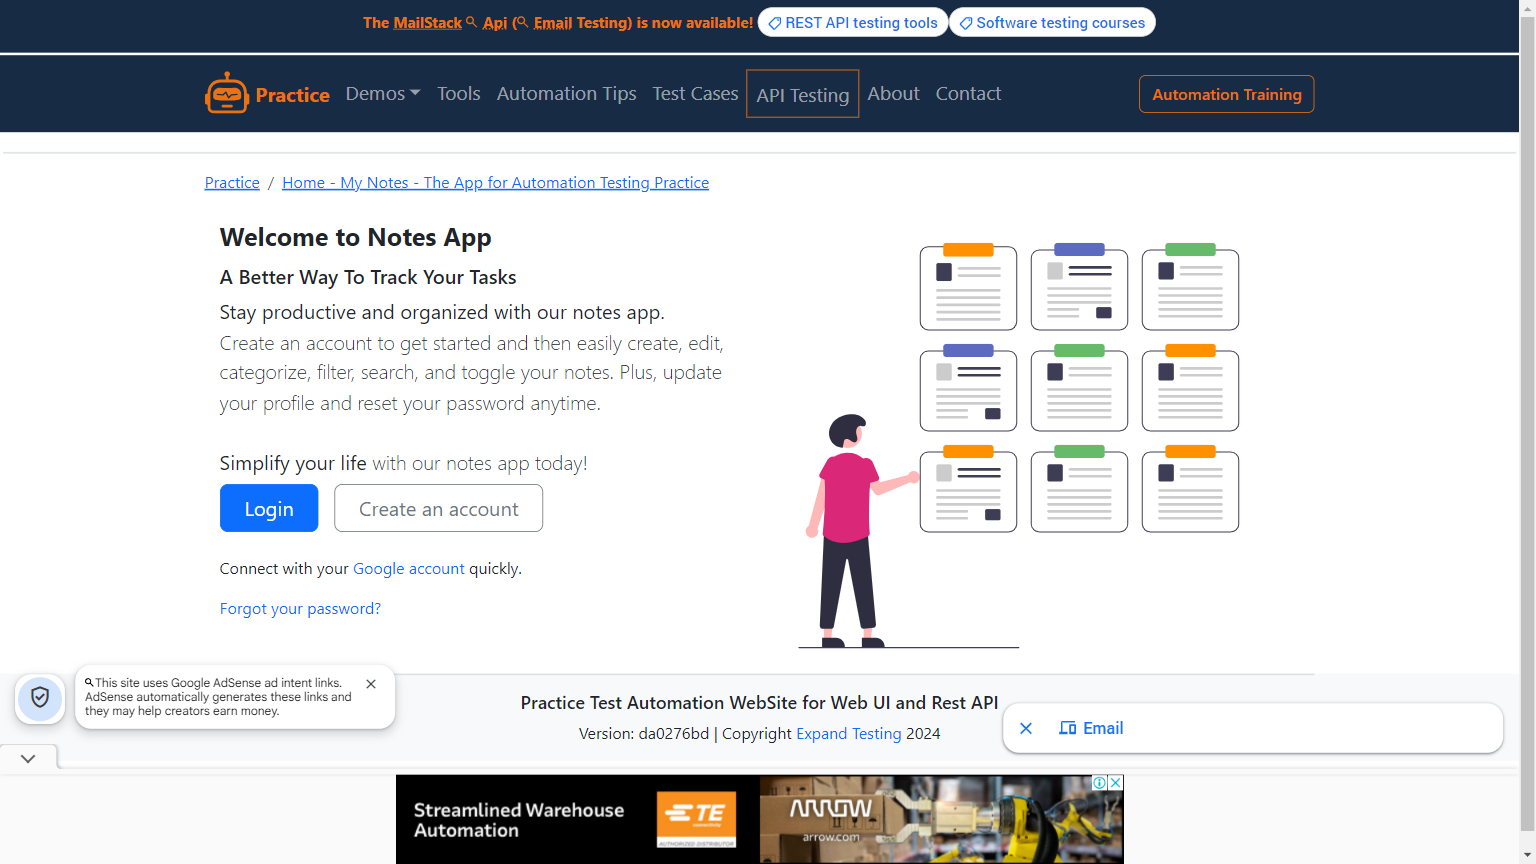 The MailStack Api ( Email Testing) is now available! REST API testing tools Software testing courses
Practice Demos Tools Automation Tips Test Cases API Testing About Contact Automation Training
Practice / Home - My Notes - The App for Automation Testing Practice
Welcome to Notes App
A Better Way To Track Your Tasks
Stay productive and organized with our notes app.
Create an account to get started and then easily create, edit,
categorize, filter, search, and toggle your notes. Plus, update
your profile and reset your password anytime.
Simplify your life with our notes app today!
Login Create an account
Connect with your Google account quickly.
Forgot your password?
This site uses Google AdSense ad intent links.
AdSense automatically generates these links and
they may help creators earn money.
Practice Test Automation WebSite for Web UI and Rest API
Version: da0276bd | Copyright Expand Testing 2024
Email
Streamlined Warehouse
Automation
TE
connectivity
AUTHORIZED DISTRIBUTOR
ARROW
arrow.com